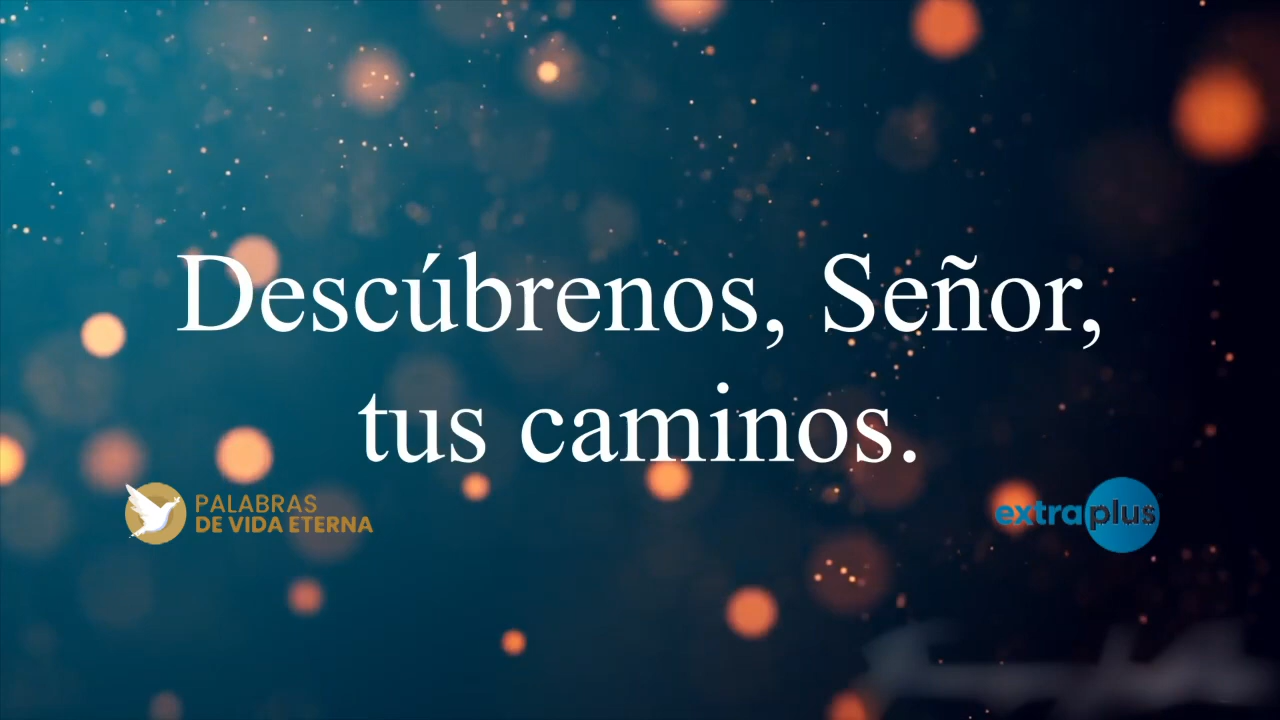 Descúbrenos, Señor,
tus caminos.
PALABRAS
DE VIDA ETERNA
extraplus